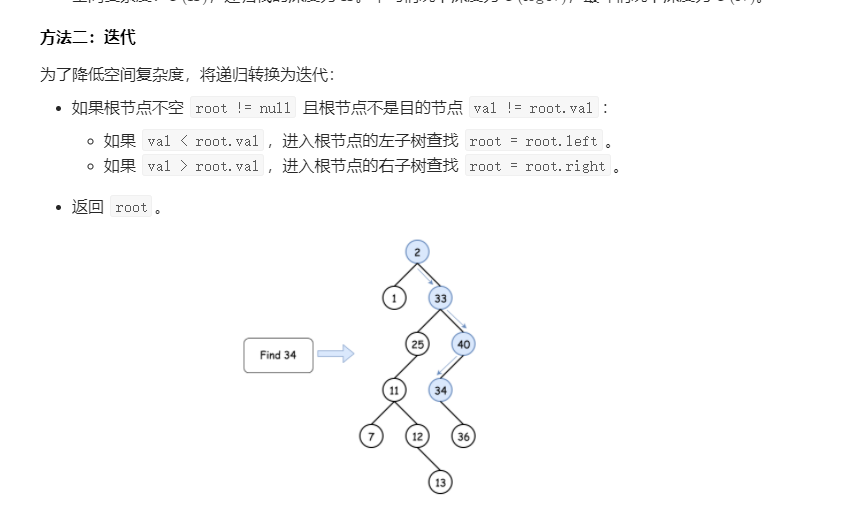 方法二：迭代
为了降低空间复杂度，将递归转换为迭代：
如果根节点不空 root != null 且根节点不是目的节点 val != root.val ：
如果 val < root.val ，进入根节点的左子树查找 root = root.left 。
如果 val > root.val ，进入根节点的右子树查找 root = root.right 。
返回 root 。
2
1
33
25
40
Find 34
11
34
7
12
36
13